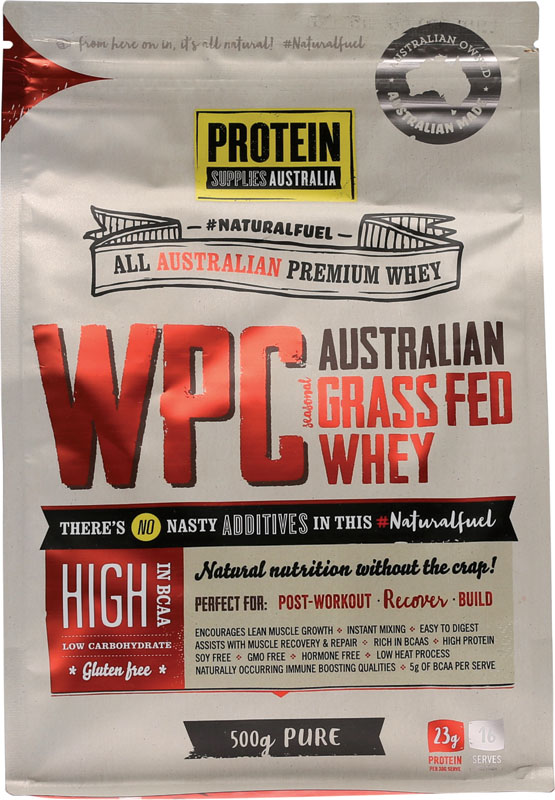 from here on in, it's all natural! #Naturalfuel
AUSTRALIAN OWNED
AUSTRALIAN MADE
PROTEIN
SUPPLIES AUSTRALIA
#NATURALFUEL
ALL AUSTRALIAN PREMIUM WHEY
WPC
seasonal
AUSTRALIAN
GRASS FED
WHEY
THERE'S NO NASTY ADDITIVES IN THIS #Naturalfuel
HIGH IN BCAA
LOW CARBOHYDRATE
* Gluten free *
Natural nutrition without the crap!
PERFECT FOR: POST-WORKOUT · Recover · BUILD
ENCOURAGES LEAN MUSCLE GROWTH ❖ INSTANT MIXING ❖ EASY TO DIGEST
ASSISTS WITH MUSCLE RECOVERY & REPAIR ❖ RICH IN BCAAS ❖ HIGH PROTEIN
SOY FREE ❖ GMO FREE ❖ HORMONE FREE ❖ LOW HEAT PROCESS
NATURALLY OCCURRING IMMUNE BOOSTING QUALITIES ❖ 5g OF BCAA PER SERVE
500g PURE
23g
PROTEIN
PER 30G SERVE
16
SERVES